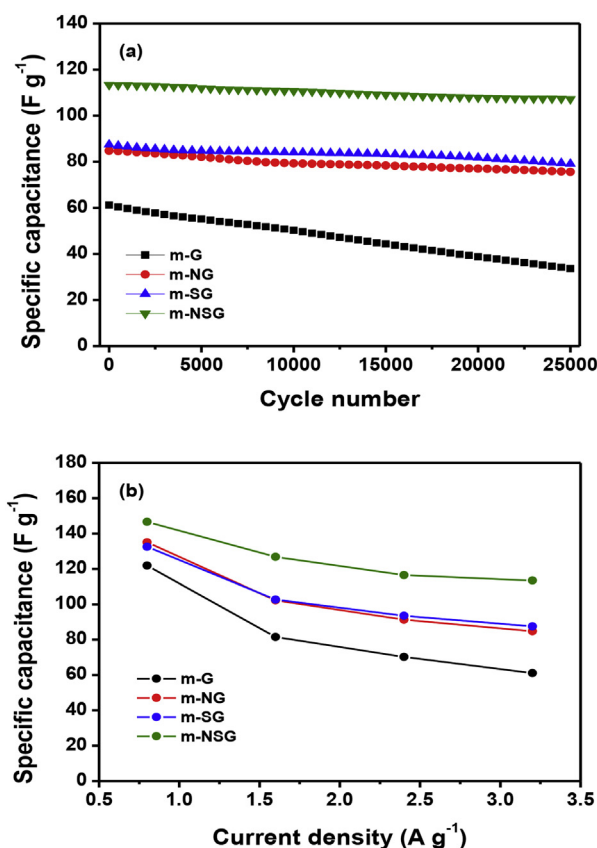 (a)
140
120
100
80
60
40
20
0
Specific capacitance (F g⁻¹)
m-G
m-NG
m-SG
m-NSG
0 5000 10000 15000 20000 25000
Cycle number
(b)
180
160
140
120
100
80
60
40
20
0
Specific capacitance (F g⁻¹)
m-G
m-NG
m-SG
m-NSG
0.5 1.0 1.5 2.0 2.5 3.0 3.5
Current density (A g⁻¹)